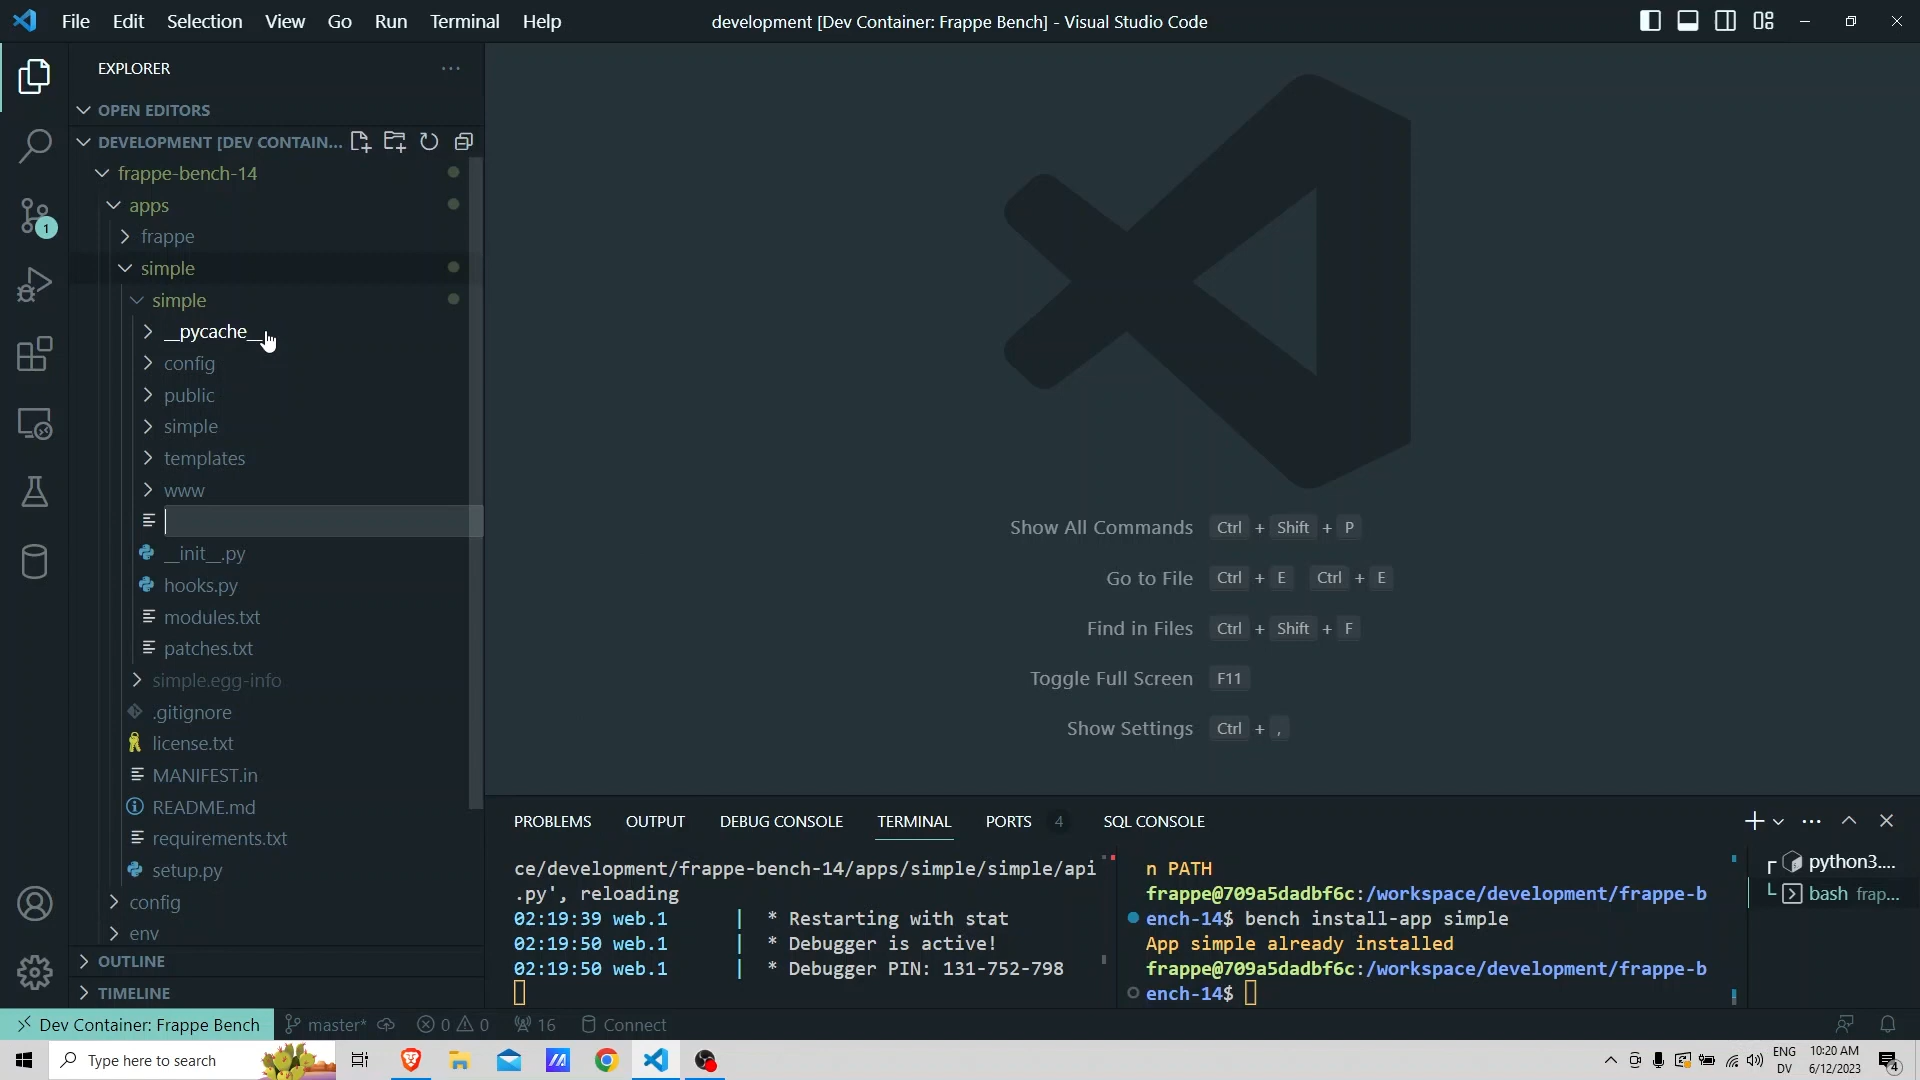 File Edit Selection View Go Run Terminal Help
development [Dev Container: Frappe Bench] - Visual Studio Code
EXPLORER
OPEN EDITORS
DEVELOPMENT [DEV CONTAIN...
frappe-bench-14
apps
frappe
simple
simple
__pycache__
config
public
simple
templates
www
__init__.py
hooks.py
modules.txt
patches.txt
simple.egg-info
.gitignore
license.txt
MANIFEST.in
README.md
requirements.txt
setup.py
config
env
OUTLINE
TIMELINE
1
Show All Commands Ctrl + Shift + P
Go to File Ctrl + E Ctrl + E
Find in Files Ctrl + Shift + F
Toggle Full Screen F11
Show Settings Ctrl + ,
PROBLEMS OUTPUT DEBUG CONSOLE TERMINAL PORTS 4 SQL CONSOLE
ce/development/frappe-bench-14/apps/simple/simple/api
.py', reloading
02:19:39 web.1 | * Restarting with stat
02:19:50 web.1 | * Debugger is active!
02:19:50 web.1 | * Debugger PIN: 131-752-798
n PATH
frappe@709a5dadbf6c:/workspace/development/frappe-b
ench-14$ bench install-app simple
App simple already installed
frappe@709a5dadbf6c:/workspace/development/frappe-b
ench-14$
python3....
bash frap...
Dev Container: Frappe Bench master* 0 0 16 Connect
Type here to search
ENG
DV
10:20 AM
6/12/2023
4